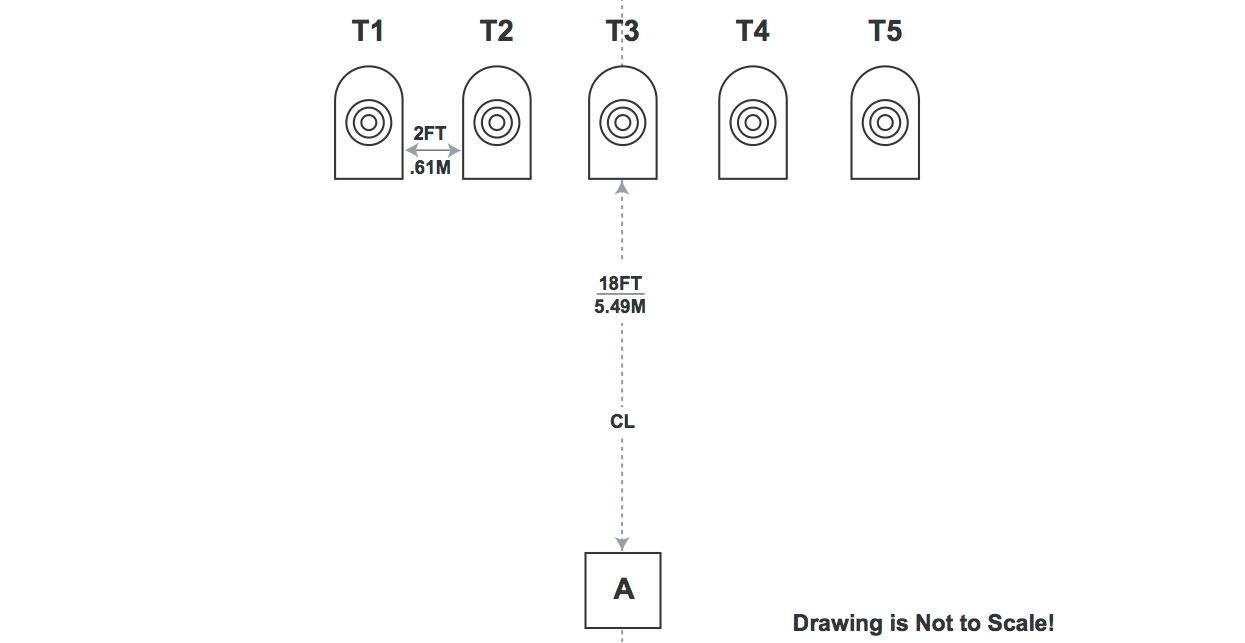 T1 T2 T3 T4 T5
2FT
.61M
18FT
5.49M
CL
A
Drawing is Not to Scale!